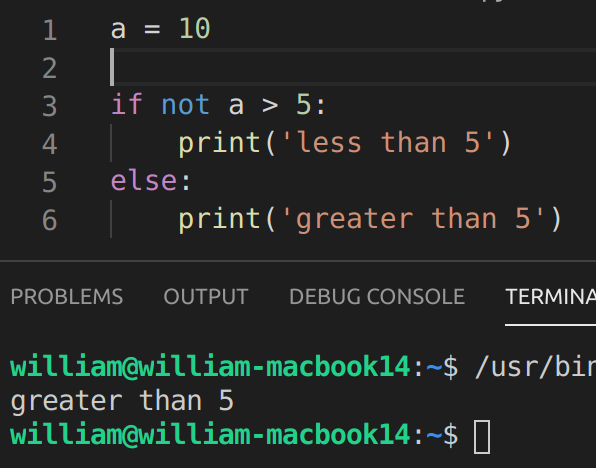 1 a = 10
2
3 if not a > 5:
4     print('less than 5')
5 else:
6     print('greater than 5')
PROBLEMS OUTPUT DEBUG CONSOLE TERMINA
william@william-macbook14:~$ /usr/bin
greater than 5
william@william-macbook14:~$